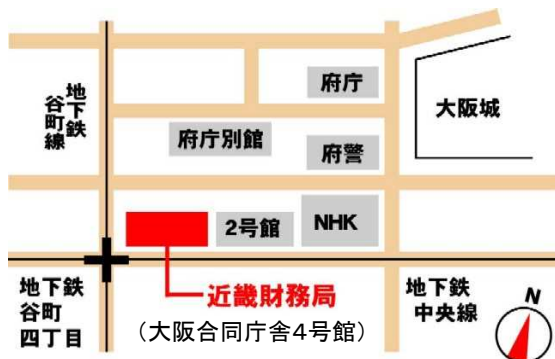 府庁
大阪城
地下鉄
谷町線
府庁別館
府警
2号館
NHK
近畿財務局
(大阪合同庁舎4号館)
地下鉄
谷町
四丁目
地下鉄
中央線
N